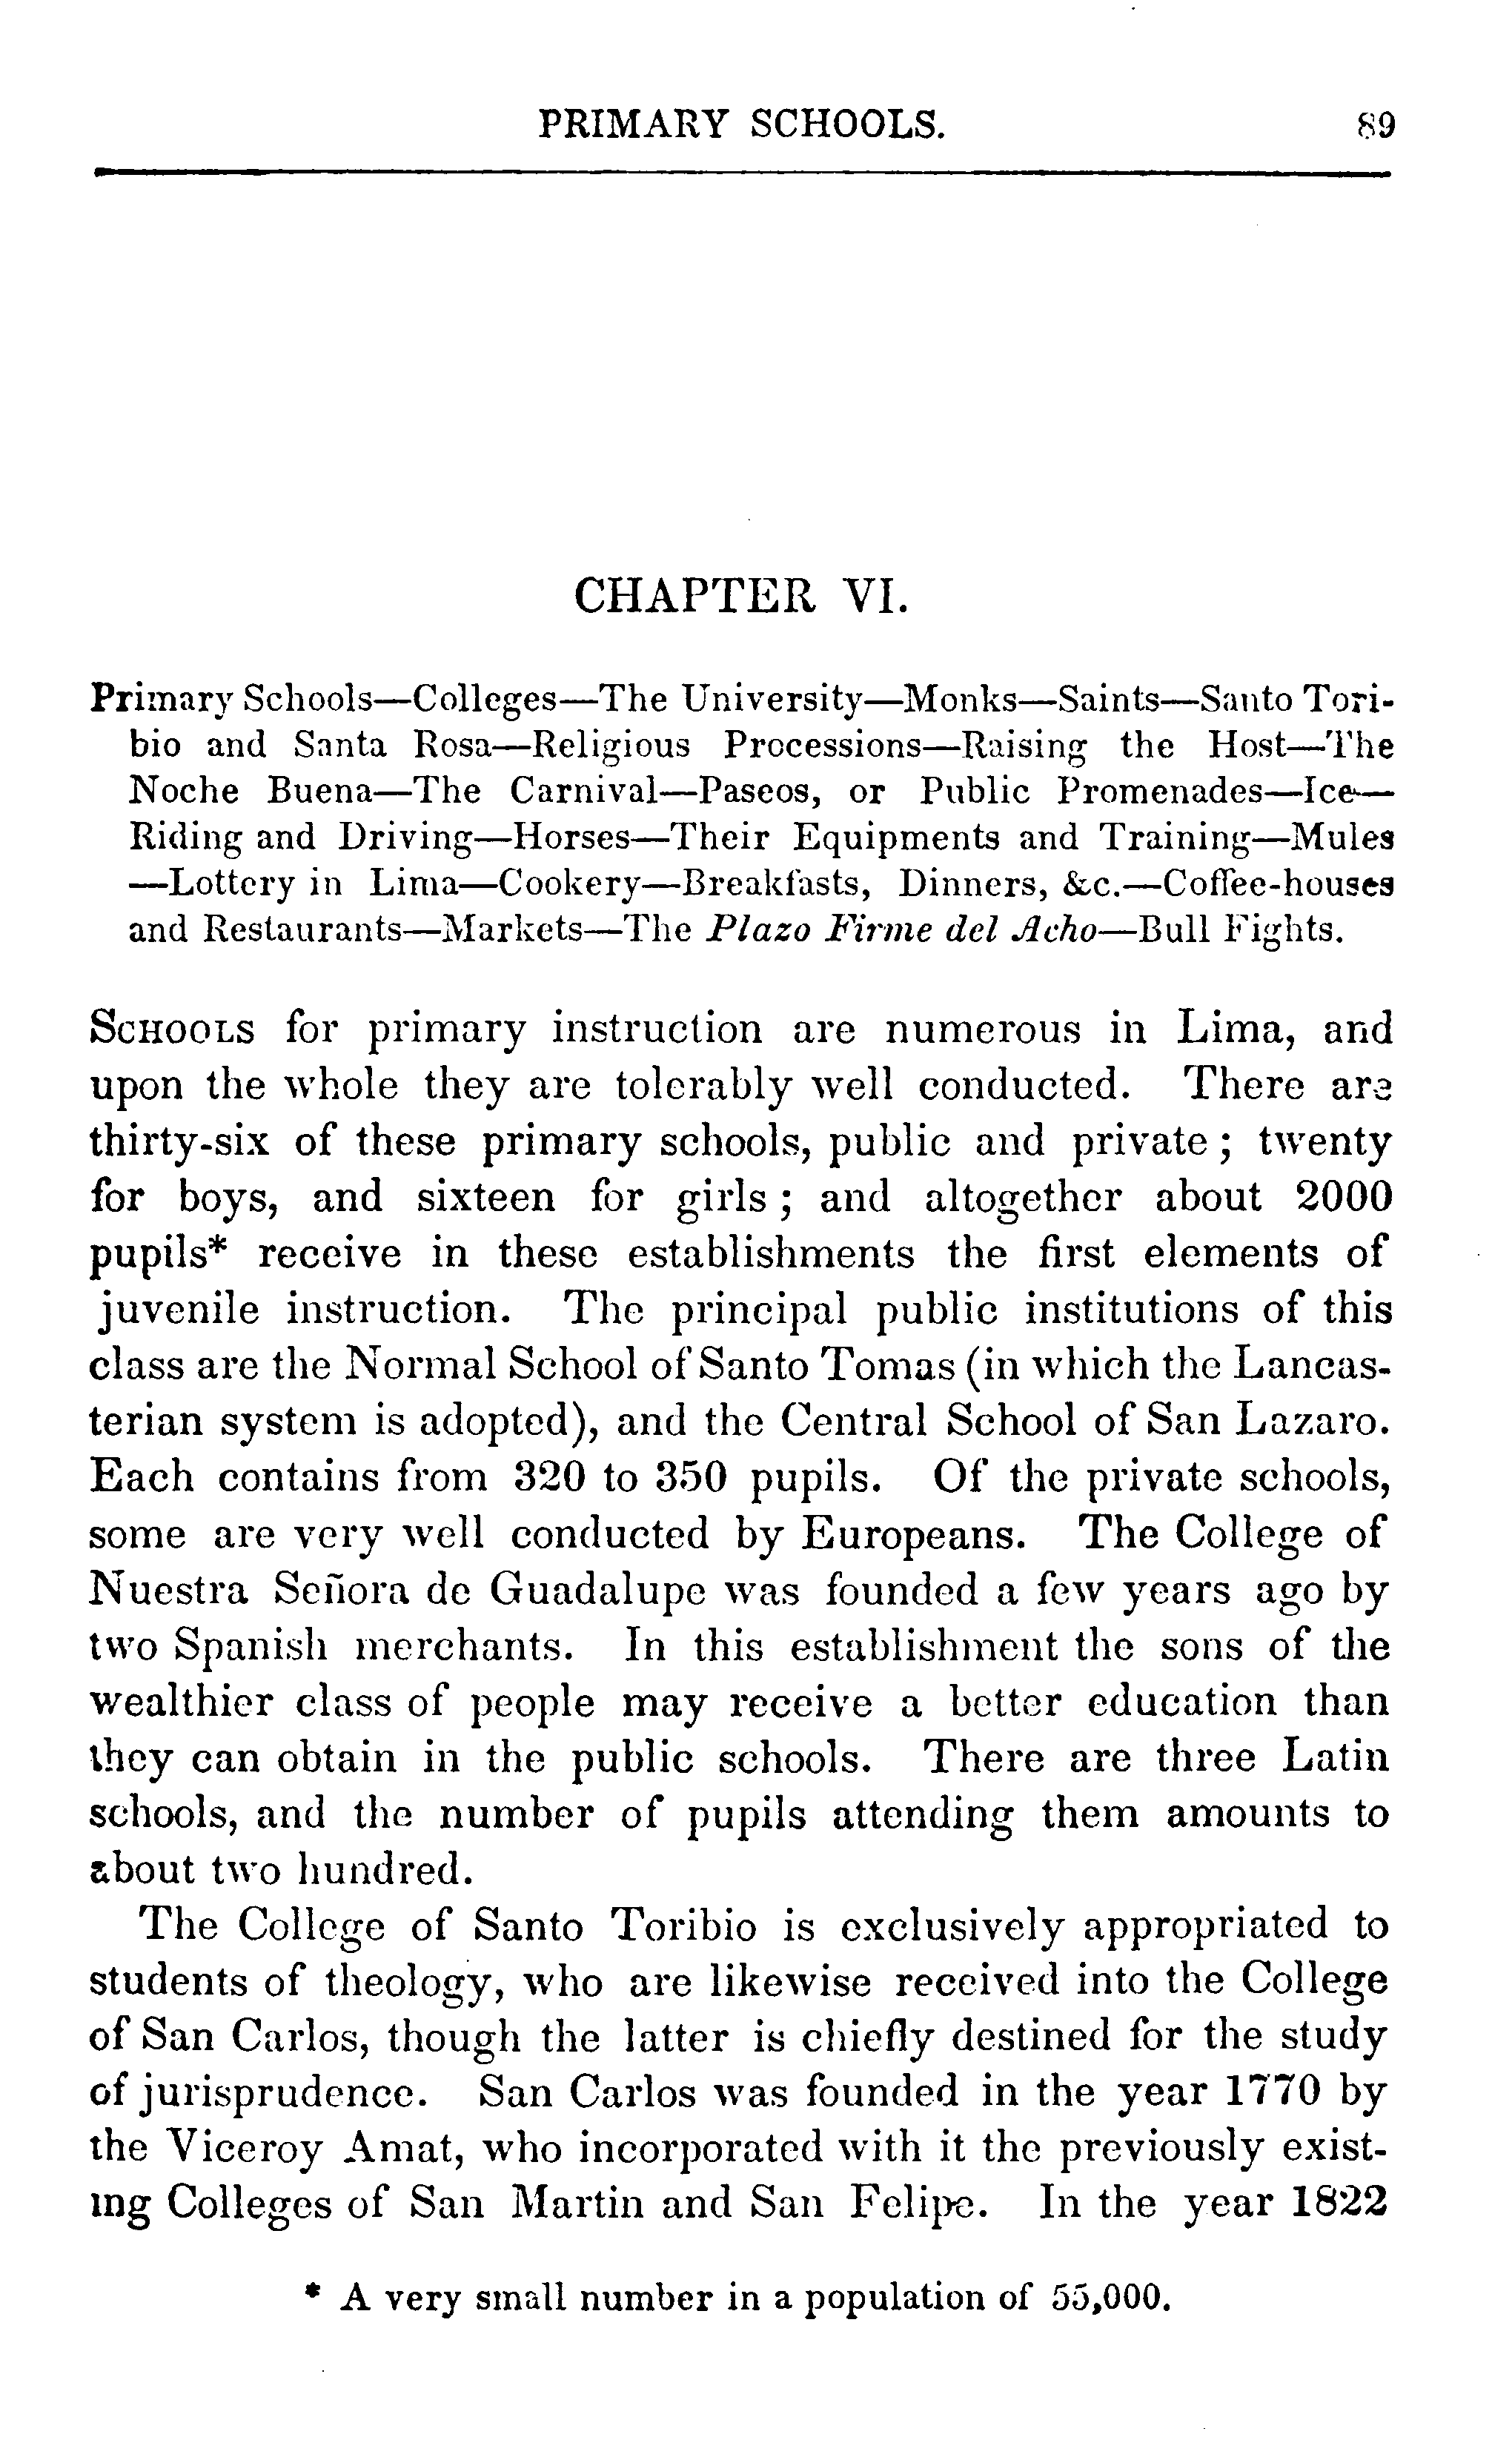 PRIMARY SCHOOLS. 89
CHAPTER VI.
Primary Schools—Colleges—The University—Monks—Saints—Santo Tori-
bio and Santa Rosa—Religious Processions—Raising the Host—The
Noche Buena—The Carnival—Paseos, or Public Promenades—Ice—
Riding and Driving—Horses—Their Equipments and Training—Mules
—Lottery in Lima—Cookery—Breakfasts, Dinners, &c.—Coffee-houses
and Restaurants—Markets—The Plazo Firme del Acho—Bull Fights.
SCHOOLS for primary instruction are numerous in Lima, and
upon the whole they are tolerably well conducted. There are
thirty-six of these primary schools, public and private; twenty
for boys, and sixteen for girls; and altogether about 2000
pupils* receive in these establishments the first elements of
juvenile instruction. The principal public institutions of this
class are the Normal School of Santo Tomas (in which the Lancas-
terian system is adopted), and the Central School of San Lazaro.
Each contains from 320 to 350 pupils. Of the private schools,
some are very well conducted by Europeans. The College of
Nuestra Señora de Guadalupe was founded a few years ago by
two Spanish merchants. In this establishment the sons of the
wealthier class of people may receive a better education than
they can obtain in the public schools. There are three Latin
schools, and the number of pupils attending them amounts to
about two hundred.
The College of Santo Toribio is exclusively appropriated to
students of theology, who are likewise received into the College
of San Carlos, though the latter is chiefly destined for the study
of jurisprudence. San Carlos was founded in the year 1770 by
the Viceroy Amat, who incorporated with it the previously exist-
ing Colleges of San Martin and San Felipe. In the year 1822
* A very small number in a population of 55,000.